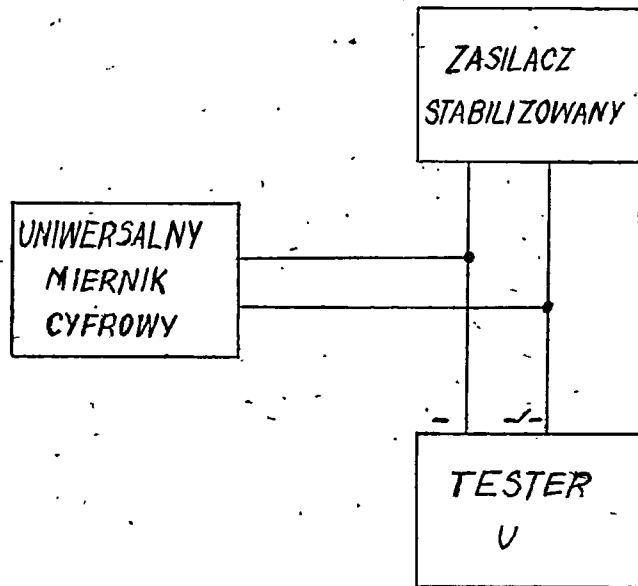 ZASILACZ
STABILIZOWANY
UNIWERSALNY
MIERNIK
CYFROWY
TESTER
U